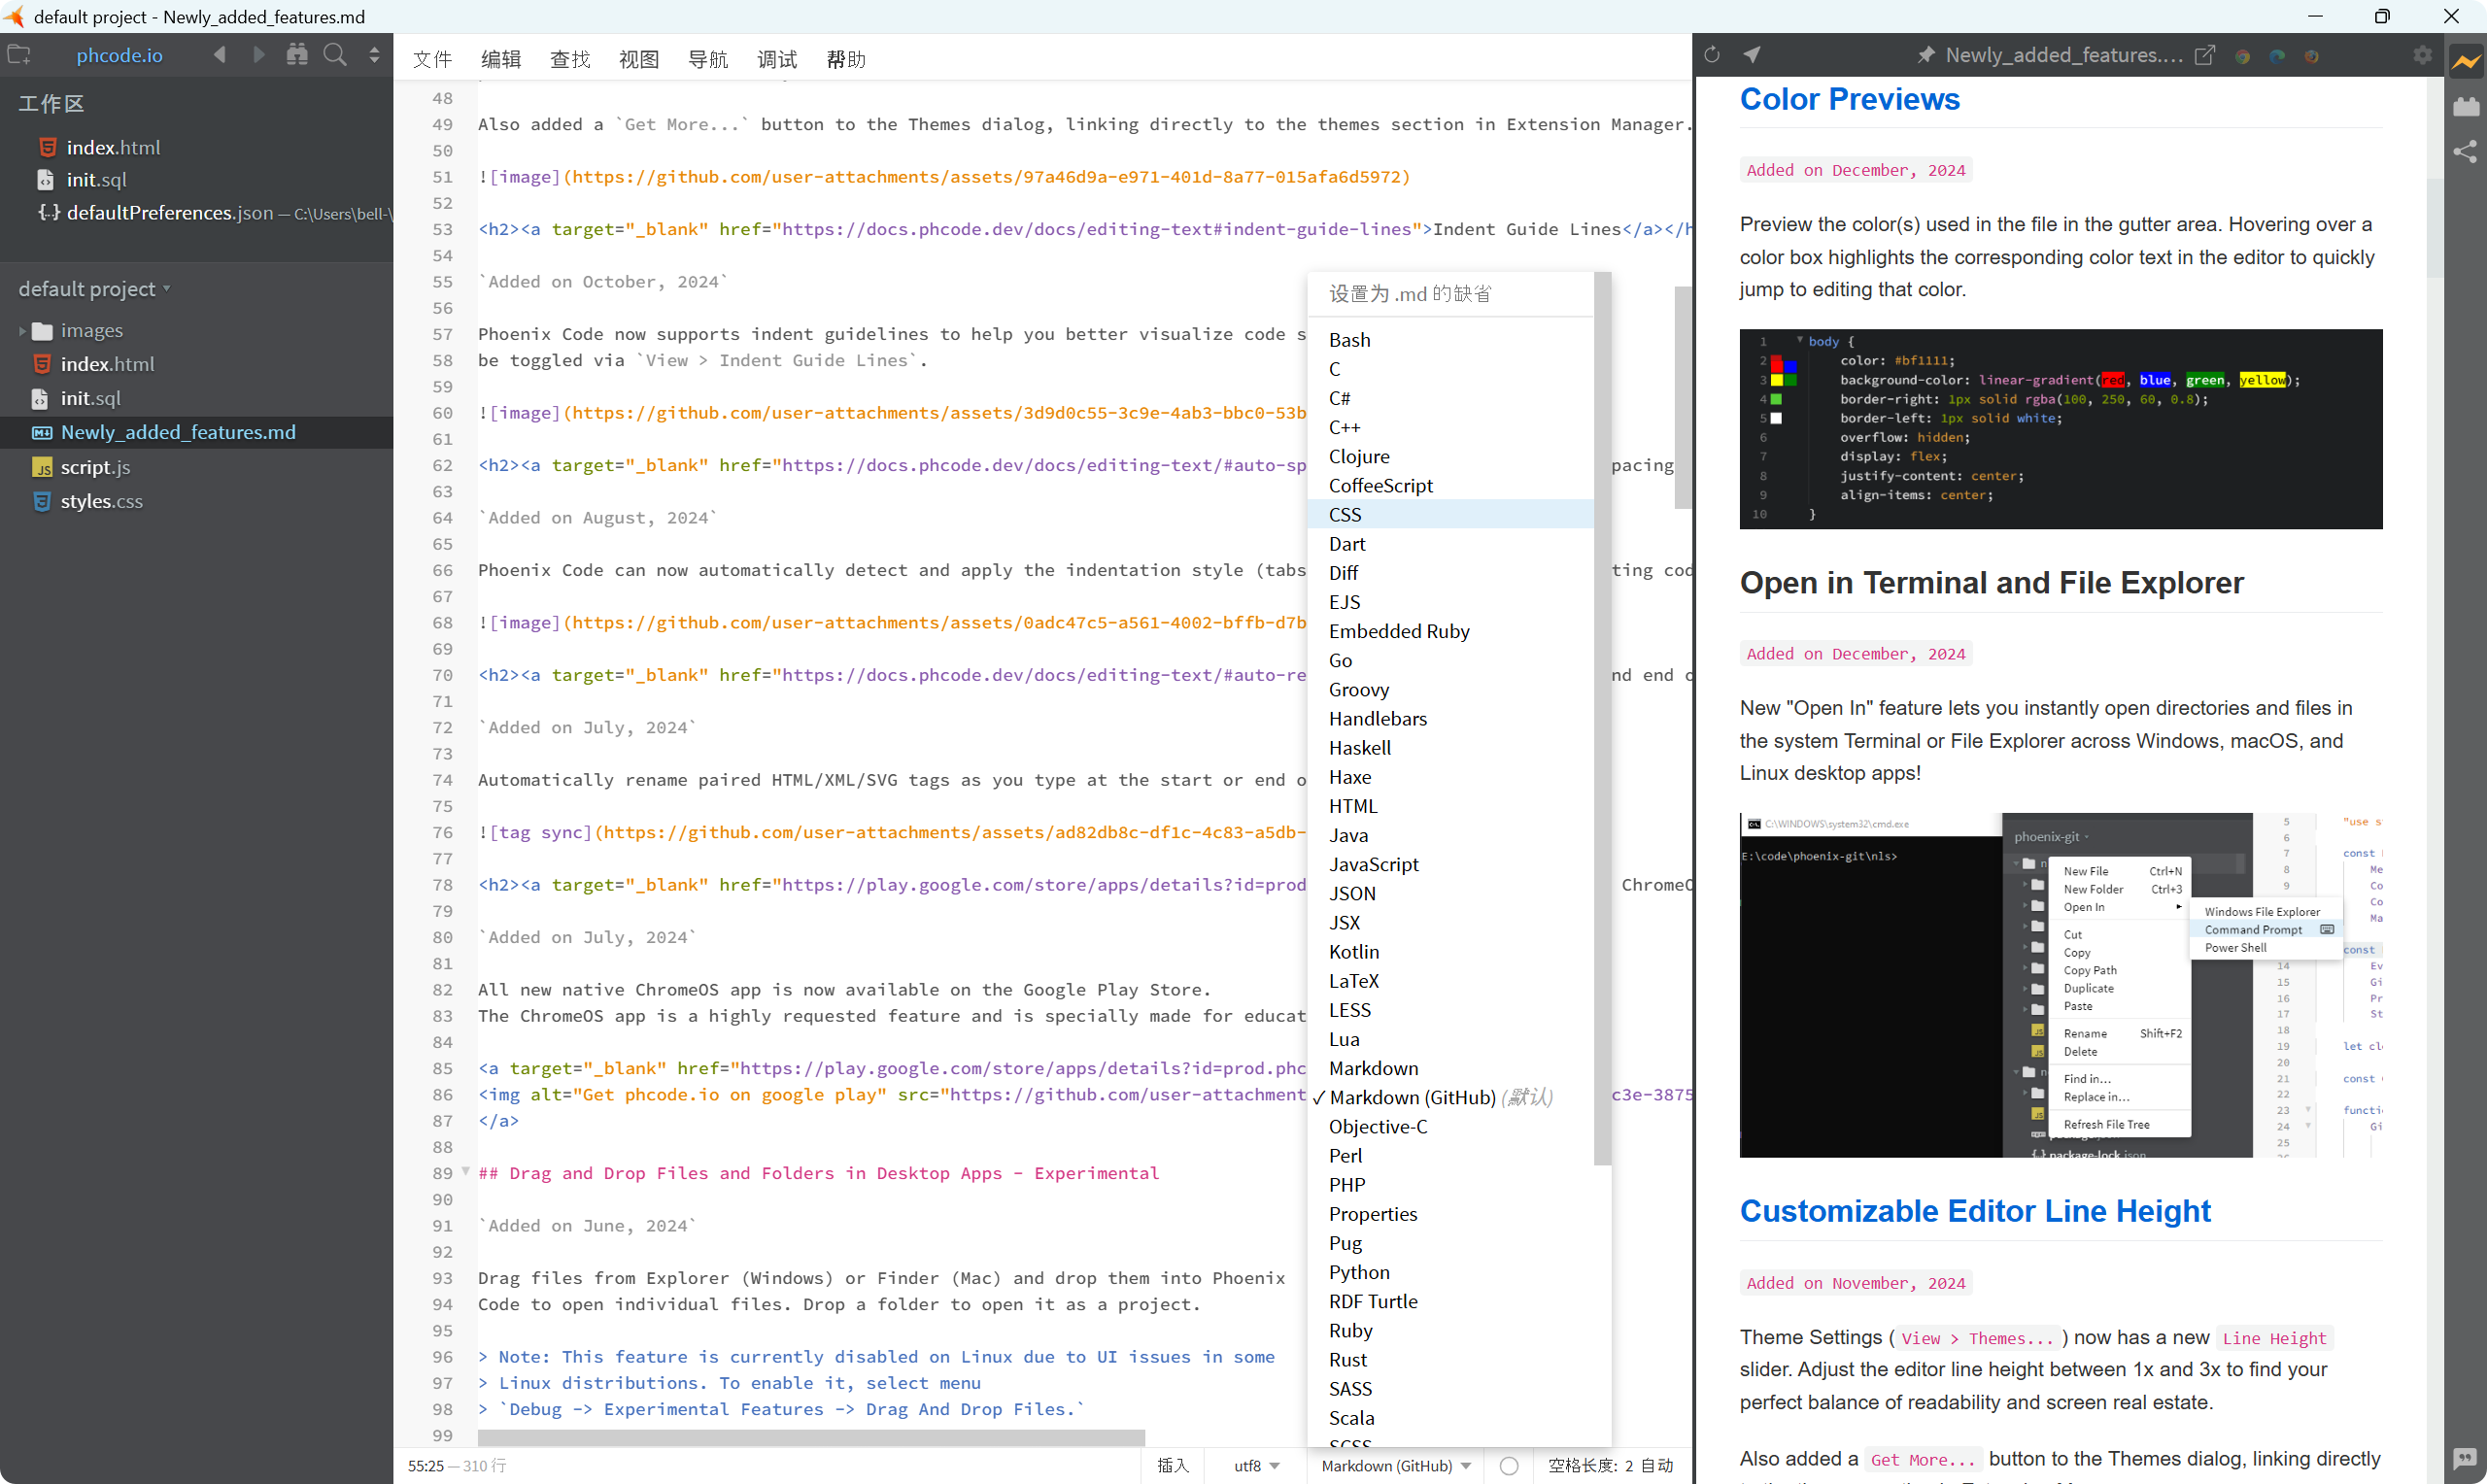 default project - Newly_added_features.md
phcode.io
工作区
index.html
init.sql
defaultPreferences.json — C:\Users\bell-\
default project
images
index.html
init.sql
Newly_added_features.md
script.js
styles.css
文件 编辑 查找 视图 导航 调试 帮助
48
49 Also added a `Get More...` button to the Themes dialog, linking directly to the themes section in Extension Manager.
50
51 ![image](https://github.com/user-attachments/assets/97a46d9a-e971-401d-8a77-015afa6d5972)
52
53 <h2><a target="_blank" href="https://docs.phcode.dev/docs/editing-text#indent-guide-lines">Indent Guide Lines</a></h
54
55 `Added on October, 2024`
56
57 Phoenix Code now supports indent guidelines to help you better visualize code s
58 be toggled via `View > Indent Guide Lines`.
59
60 ![image](https://github.com/user-attachments/assets/3d9d0c55-3c9e-4ab3-bbc0-53b
61
62 <h2><a target="_blank" href="https://docs.phcode.dev/docs/editing-text/#auto-sp pacing
63
64 `Added on August, 2024`
65
66 Phoenix Code can now automatically detect and apply the indentation style (tabs ting cod
67
68 ![image](https://github.com/user-attachments/assets/0adc47c5-a561-4002-bffb-d7b
69
70 <h2><a target="_blank" href="https://docs.phcode.dev/docs/editing-text/#auto-re nd end o
71
72 `Added on July, 2024`
73
74 Automatically rename paired HTML/XML/SVG tags as you type at the start or end o
75
76 ![tag sync](https://github.com/user-attachments/assets/ad82db8c-df1c-4c83-a5db-
77
78 <h2><a target="_blank" href="https://play.google.com/store/apps/details?id=prod ChromeO
79
80 `Added on July, 2024`
81
82 All new native ChromeOS app is now available on the Google Play Store.
83 The ChromeOS app is a highly requested feature and is specially made for educat
84
85 <a target="_blank" href="https://play.google.com/store/apps/details?id=prod.phc
86 <img alt="Get phcode.io on google play" src="https://github.com/user-attachment c3e-3875
87 </a>
88
89 ## Drag and Drop Files and Folders in Desktop Apps - Experimental
90
91 `Added on June, 2024`
92
93 Drag files from Explorer (Windows) or Finder (Mac) and drop them into Phoenix
94 Code to open individual files. Drop a folder to open it as a project.
95
96 > Note: This feature is currently disabled on Linux due to UI issues in some
97 > Linux distributions. To enable it, select menu
98 > `Debug -> Experimental Features -> Drag And Drop Files.`
99
设置为 .md 的缺省
Bash
C
C#
C++
Clojure
CoffeeScript
CSS
Dart
Diff
EJS
Embedded Ruby
Go
Groovy
Handlebars
Haskell
Haxe
HTML
Java
JavaScript
JSON
JSX
Kotlin
LaTeX
LESS
Lua
Markdown
✓ Markdown (GitHub) (默认)
Objective-C
Perl
PHP
Properties
Pug
Python
RDF Turtle
Ruby
Rust
SASS
Scala
SCSS
55:25 — 310 行
插入 utf8 Markdown (GitHub) 空格长度: 2 自动
Newly_added_features....
Color Previews
Added on December, 2024
Preview the color(s) used in the file in the gutter area. Hovering over a
color box highlights the corresponding color text in the editor to quickly
jump to editing that color.
1 body {
2 color: #bf1111;
3 background-color: linear-gradient(red, blue, green, yellow);
4 border-right: 1px solid rgba(100, 250, 60, 0.8);
5 border-left: 1px solid white;
6 overflow: hidden;
7 display: flex;
8 justify-content: center;
9 align-items: center;
10 }
Open in Terminal and File Explorer
Added on December, 2024
New "Open In" feature lets you instantly open directories and files in
the system Terminal or File Explorer across Windows, macOS, and
Linux desktop apps!
C:\WINDOWS\system32\cmd.exe
E:\code\phoenix-git\nls>
phoenix-git
New File Ctrl+N
New Folder Ctrl+3
Open In
Cut
Copy
Copy Path
Duplicate
Paste
Rename Shift+F2
Delete
Find in...
Replace in...
Refresh File Tree
package-lock.json
Windows File Explorer
Command Prompt
Power Shell
5 "use s
6
7 const
8 Me
9 Co
Co
Ma
const
14 Ev
15 Gi
16 Pr
17 St
18
19 let cl
20
21 const
22
23 functi
24 Gi
25
Customizable Editor Line Height
Added on November, 2024
Theme Settings ( View > Themes... ) now has a new Line Height
slider. Adjust the editor line height between 1x and 3x to find your
perfect balance of readability and screen real estate.
Also added a Get More... button to the Themes dialog, linking directly